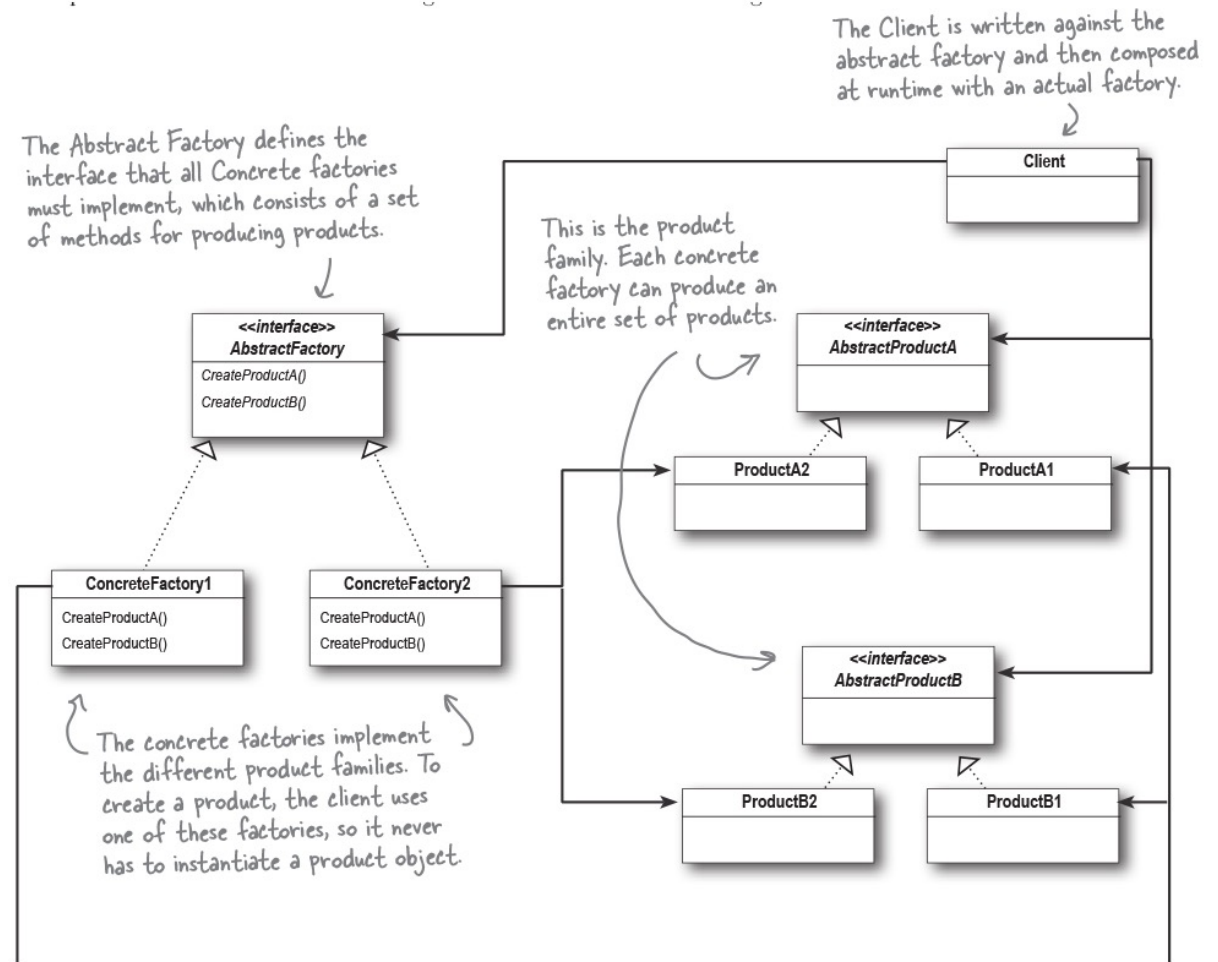 The Client is written against the
abstract factory and then composed
at runtime with an actual factory.
The Abstract Factory defines the
interface that all Concrete factories
must implement, which consists of a set
of methods for producing products.
Client
This is the product
family. Each concrete
factory can produce an
entire set of products.
<<interface>>
AbstractFactory
CreateProductA()
CreateProductB()
<<interface>>
AbstractProductA
ProductA2
ProductA1
ConcreteFactory1
CreateProductA()
CreateProductB()
ConcreteFactory2
CreateProductA()
CreateProductB()
<<interface>>
AbstractProductB
The concrete factories implement
the different product families. To
create a product, the client uses
one of these factories, so it never
has to instantiate a product object.
ProductB2
ProductB1